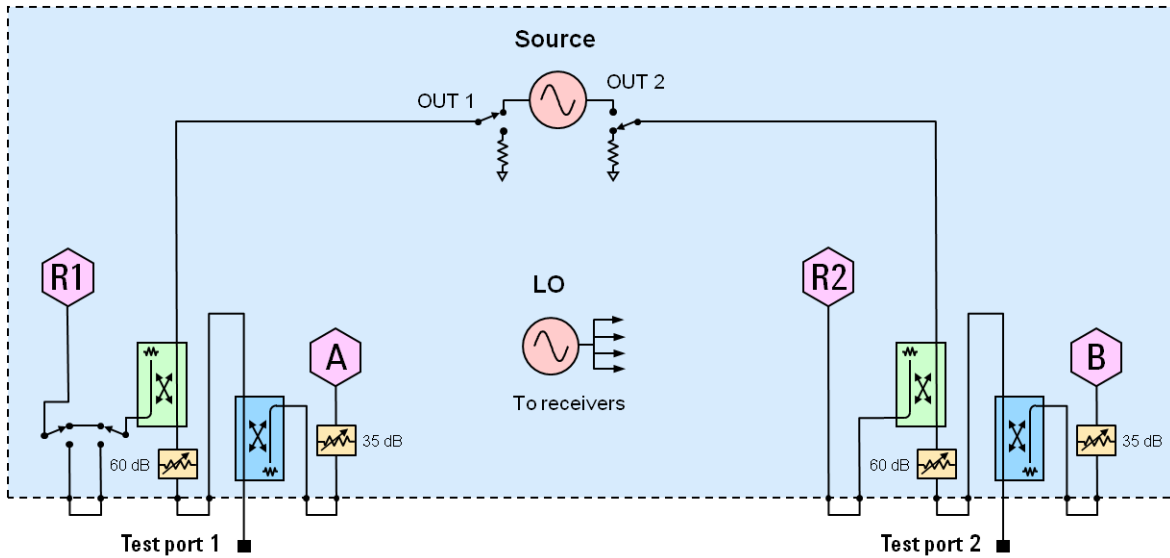 Source
OUT 1
OUT 2
R1
LO
R2
A
B
To receivers
35 dB
35 dB
60 dB
60 dB
Test port 1
Test port 2